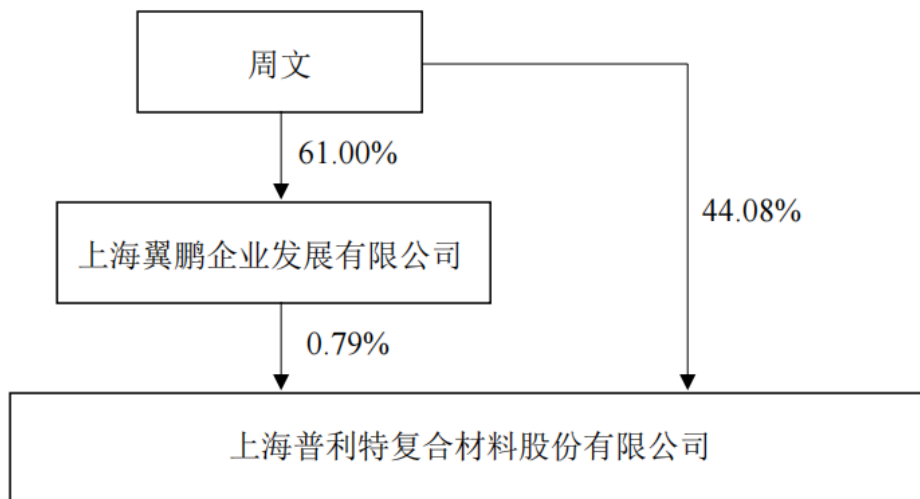 周文
61.00%
44.08%
上海翼鹏企业发展有限公司
0.79%
上海普利特复合材料股份有限公司